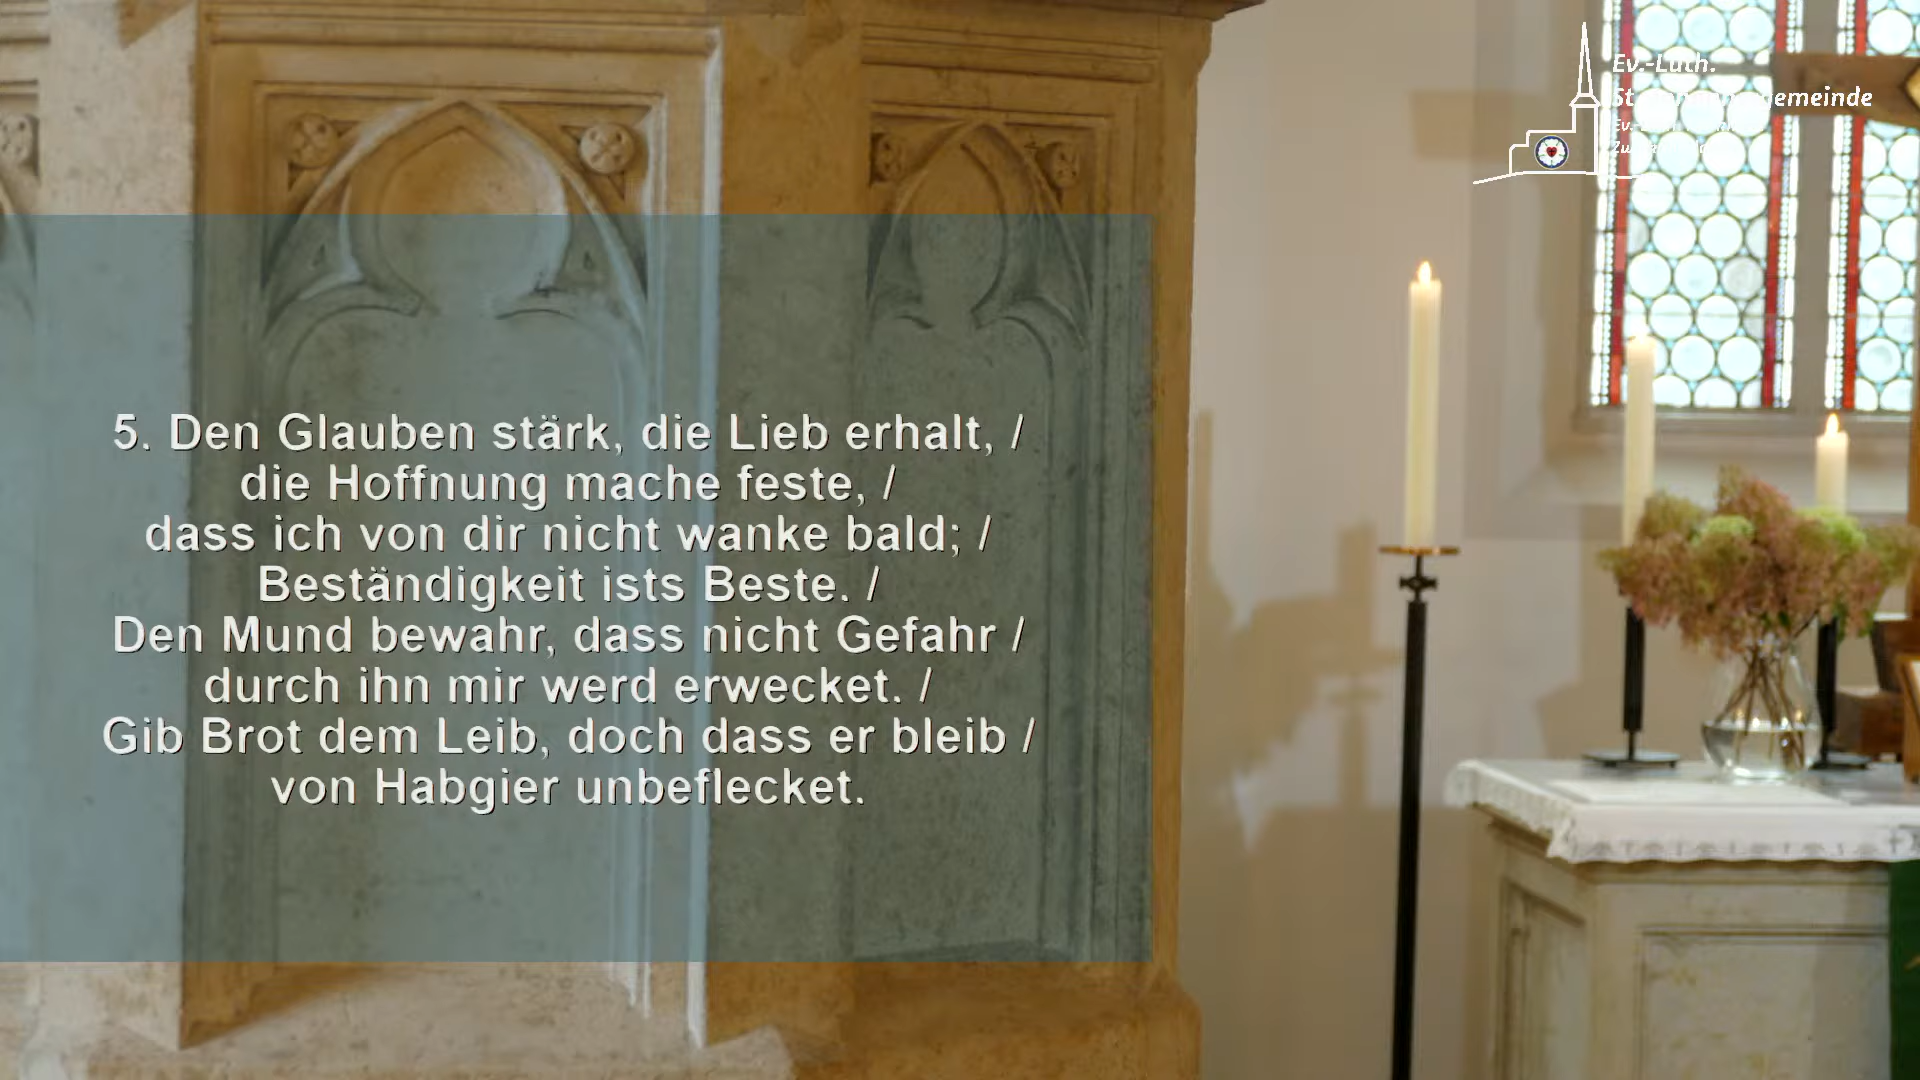 Ev.-Luth.
gemeinde
5. Den Glauben stärk, die Lieb erhalt, /
die Hoffnung mache feste, /
dass ich von dir nicht wanke bald; /
Beständigkeit ists Beste. /
Den Mund bewahr, dass nicht Gefahr /
durch ihn mir werd erwecket. /
Gib Brot dem Leib, doch dass er bleib /
von Habgier unbeflecket.